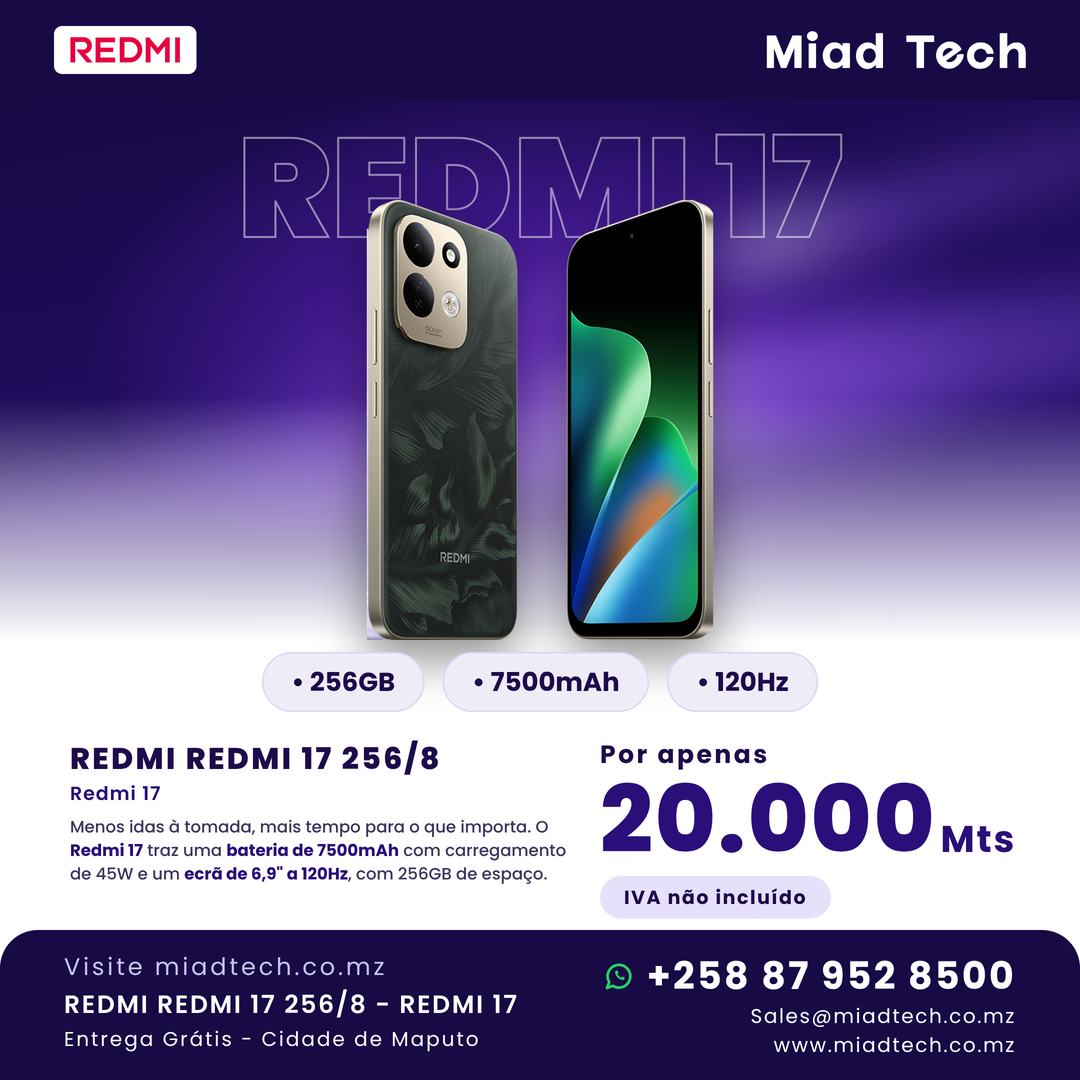 REDMI
Miad Tech
REDMI 17
REDMI
• 256GB
• 7500mAh
• 120Hz
REDMI REDMI 17 256/8
Redmi 17
Menos idas à tomada, mais tempo para o que importa. O
Redmi 17 traz uma bateria de 7500mAh com carregamento
de 45W e um ecrã de 6,9" a 120Hz, com 256GB de espaço.
Por apenas
20.000 Mts
IVA não incluído
Visite miadtech.co.mz
REDMI REDMI 17 256/8 - REDMI 17
Entrega Grátis - Cidade de Maputo
+258 87 952 8500
Sales@miadtech.co.mz
www.miadtech.co.mz